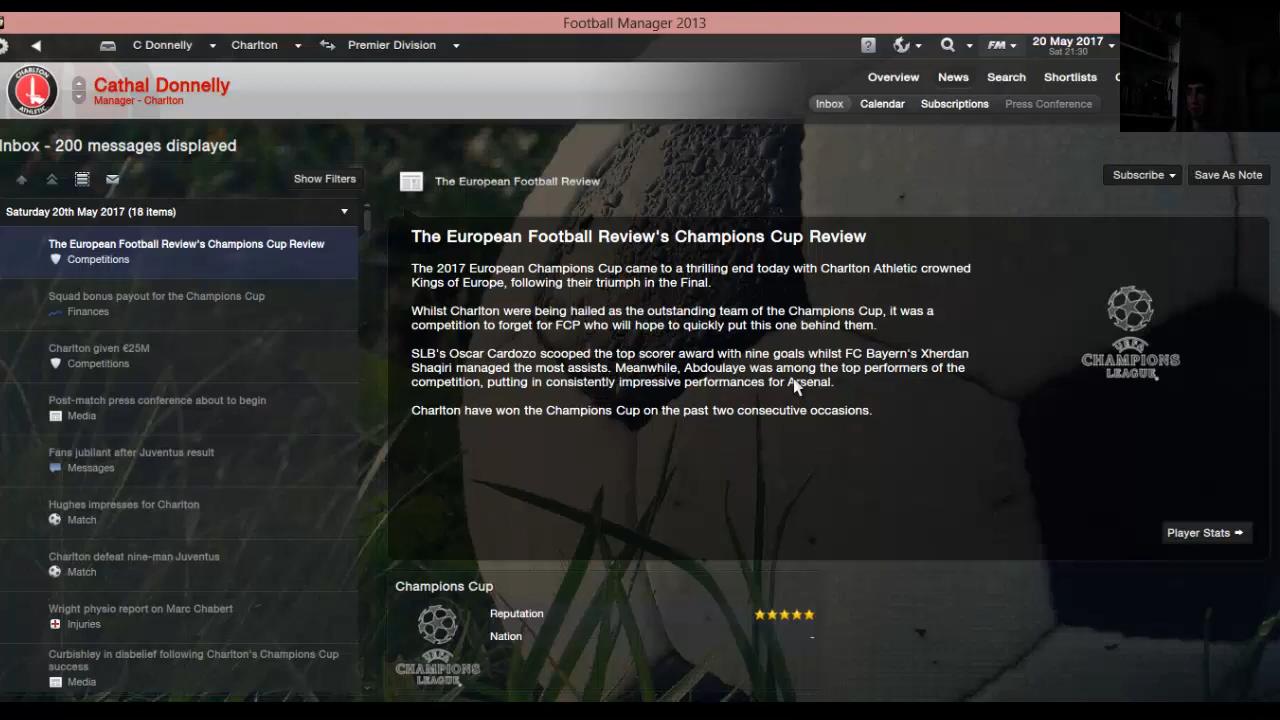 Football Manager 2013
C Donnelly
Charlton
Premier Division
?
FM
20 May 2017
Sat 21:30
CHARLTON
ATHLETIC
Cathal Donnelly
Manager - Charlton
Overview
News
Search
Shortlists
C
Inbox
Calendar
Subscriptions
Press Conference
Inbox - 200 messages displayed
Show Filters
Saturday 20th May 2017 (18 items)
The European Football Review's Champions Cup Review
Competitions
Squad bonus payout for the Champions Cup
Finances
Charlton given €25M
Competitions
Post-match press conference about to begin
Media
Fans jubilant after Juventus result
Messages
Hughes impresses for Charlton
Match
Charlton defeat nine-man Juventus
Match
Wright physio report on Marc Chabert
Injuries
Curbishley in disbelief following Charlton's Champions Cup
success
Media
The European Football Review
Subscribe
Save As Note
The European Football Review's Champions Cup Review
The 2017 European Champions Cup came to a thrilling end today with Charlton Athletic crowned
Kings of Europe, following their triumph in the Final.
Whilst Charlton were being hailed as the outstanding team of the Champions Cup, it was a
competition to forget for FCP who will hope to quickly put this one behind them.
SLB's Oscar Cardozo scooped the top scorer award with nine goals whilst FC Bayern's Xherdan
Shaqiri managed the most assists. Meanwhile, Abdoulaye was among the top performers of the
competition, putting in consistently impressive performances for Arsenal.
Charlton have won the Champions Cup on the past two consecutive occasions.
UEFA
CHAMPIONS
LEAGUE
Player Stats
Champions Cup
Reputation
Nation
-
UEFA
CHAMPIONS
LEAGUE